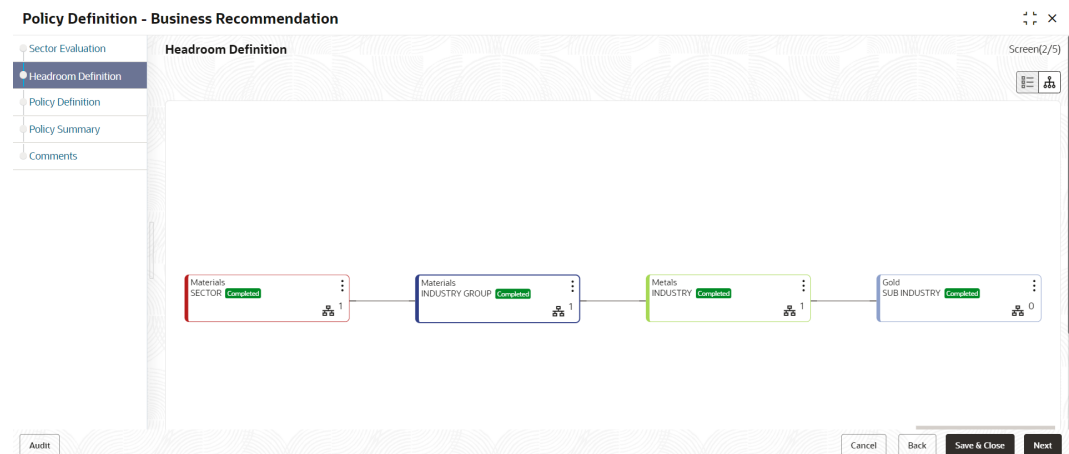 Policy Definition - Business Recommendation
Sector Evaluation
Headroom Definition
Policy Definition
Policy Summary
Comments
Headroom Definition
Screen(2/5)
Materials
SECTOR Completed
1
Materials
INDUSTRY GROUP Completed
1
Metals
INDUSTRY Completed
1
Gold
SUB INDUSTRY Completed
0
Audit
Cancel
Back
Save & Close
Next